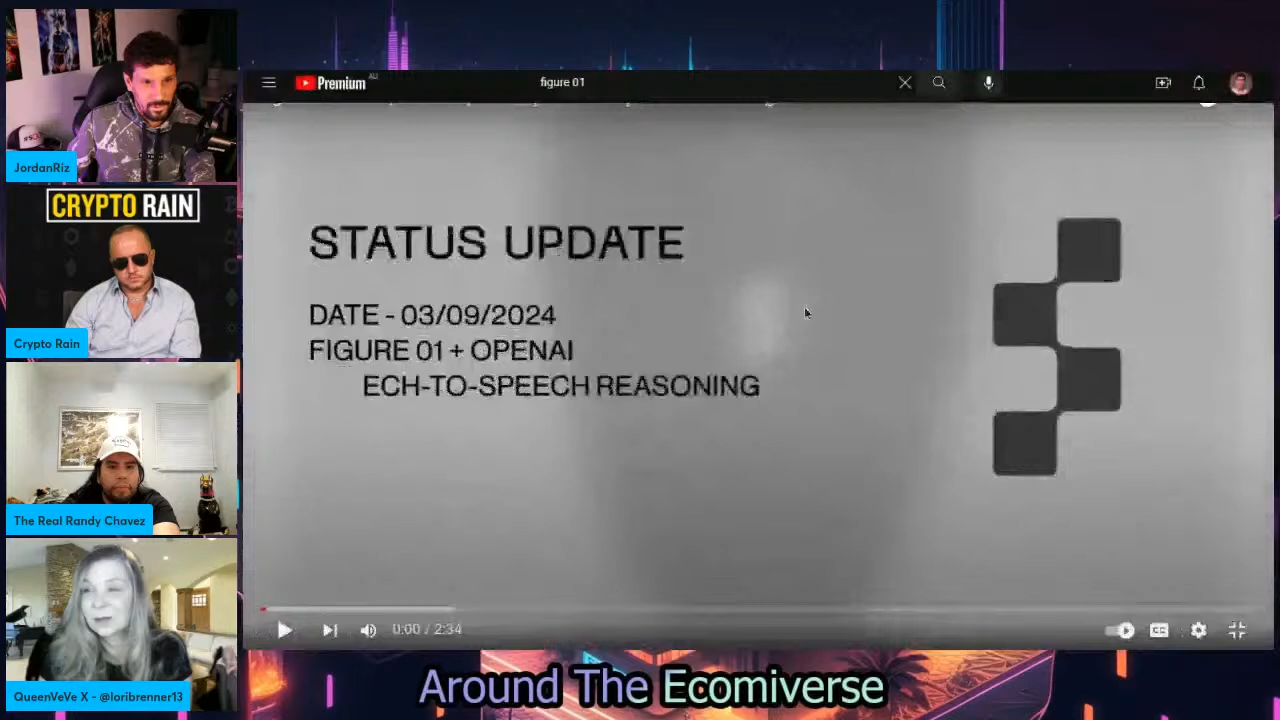 JordanRiz
CRYPTO RAIN
Crypto Rain
The Real Randy Chavez
QueenVeVe X - @loribrenner13
Premium
figure 01
STATUS UPDATE
DATE - 03/09/2024
FIGURE 01 + OPENAI
ECH-TO-SPEECH REASONING
0:00 / 2:34
CC
Around The Ecomiverse